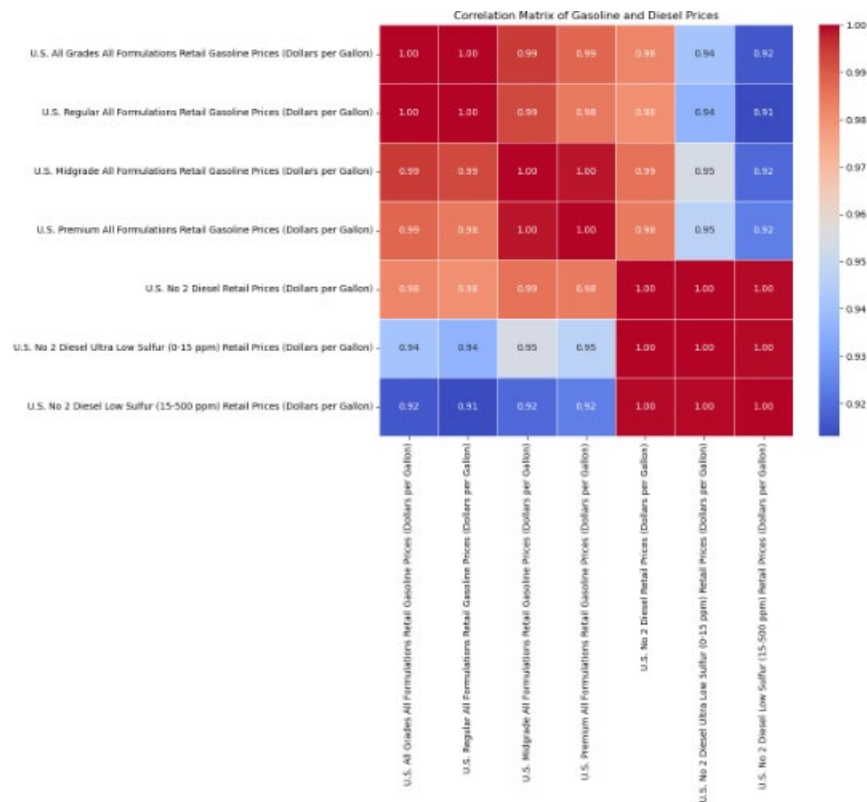 Correlation Matrix of Gasoline and Diesel Prices
U.S. All Grades All Formulations Retail Gasoline Prices (Dollars per Gallon)
1.00 1.00 0.99 0.99 0.98 0.94 0.92
U.S. Regular All Formulations Retail Gasoline Prices (Dollars per Gallon)
1.00 1.00 0.99 0.98 0.98 0.94 0.91
U.S. Midgrade All Formulations Retail Gasoline Prices (Dollars per Gallon)
0.99 0.99 1.00 1.00 0.99 0.95 0.92
U.S. Premium All Formulations Retail Gasoline Prices (Dollars per Gallon)
0.99 0.98 1.00 1.00 0.98 0.95 0.92
U.S. No 2 Diesel Retail Prices (Dollars per Gallon)
0.98 0.98 0.99 0.98 1.00 1.00 1.00
U.S. No 2 Diesel Ultra Low Sulfur (0-15 ppm) Retail Prices (Dollars per Gallon)
0.94 0.94 0.95 0.95 1.00 1.00 1.00
U.S. No 2 Diesel Low Sulfur (15-500 ppm) Retail Prices (Dollars per Gallon)
0.92 0.91 0.92 0.92 1.00 1.00 1.00
U.S. All Grades All Formulations Retail Gasoline Prices (Dollars per Gallon)
U.S. Regular All Formulations Retail Gasoline Prices (Dollars per Gallon)
U.S. Midgrade All Formulations Retail Gasoline Prices (Dollars per Gallon)
U.S. Premium All Formulations Retail Gasoline Prices (Dollars per Gallon)
U.S. No 2 Diesel Retail Prices (Dollars per Gallon)
U.S. No 2 Diesel Ultra Low Sulfur (0-15 ppm) Retail Prices (Dollars per Gallon)
U.S. No 2 Diesel Low Sulfur (15-500 ppm) Retail Prices (Dollars per Gallon)
1.00
0.99
0.98
0.97
0.96
0.95
0.94
0.93
0.92